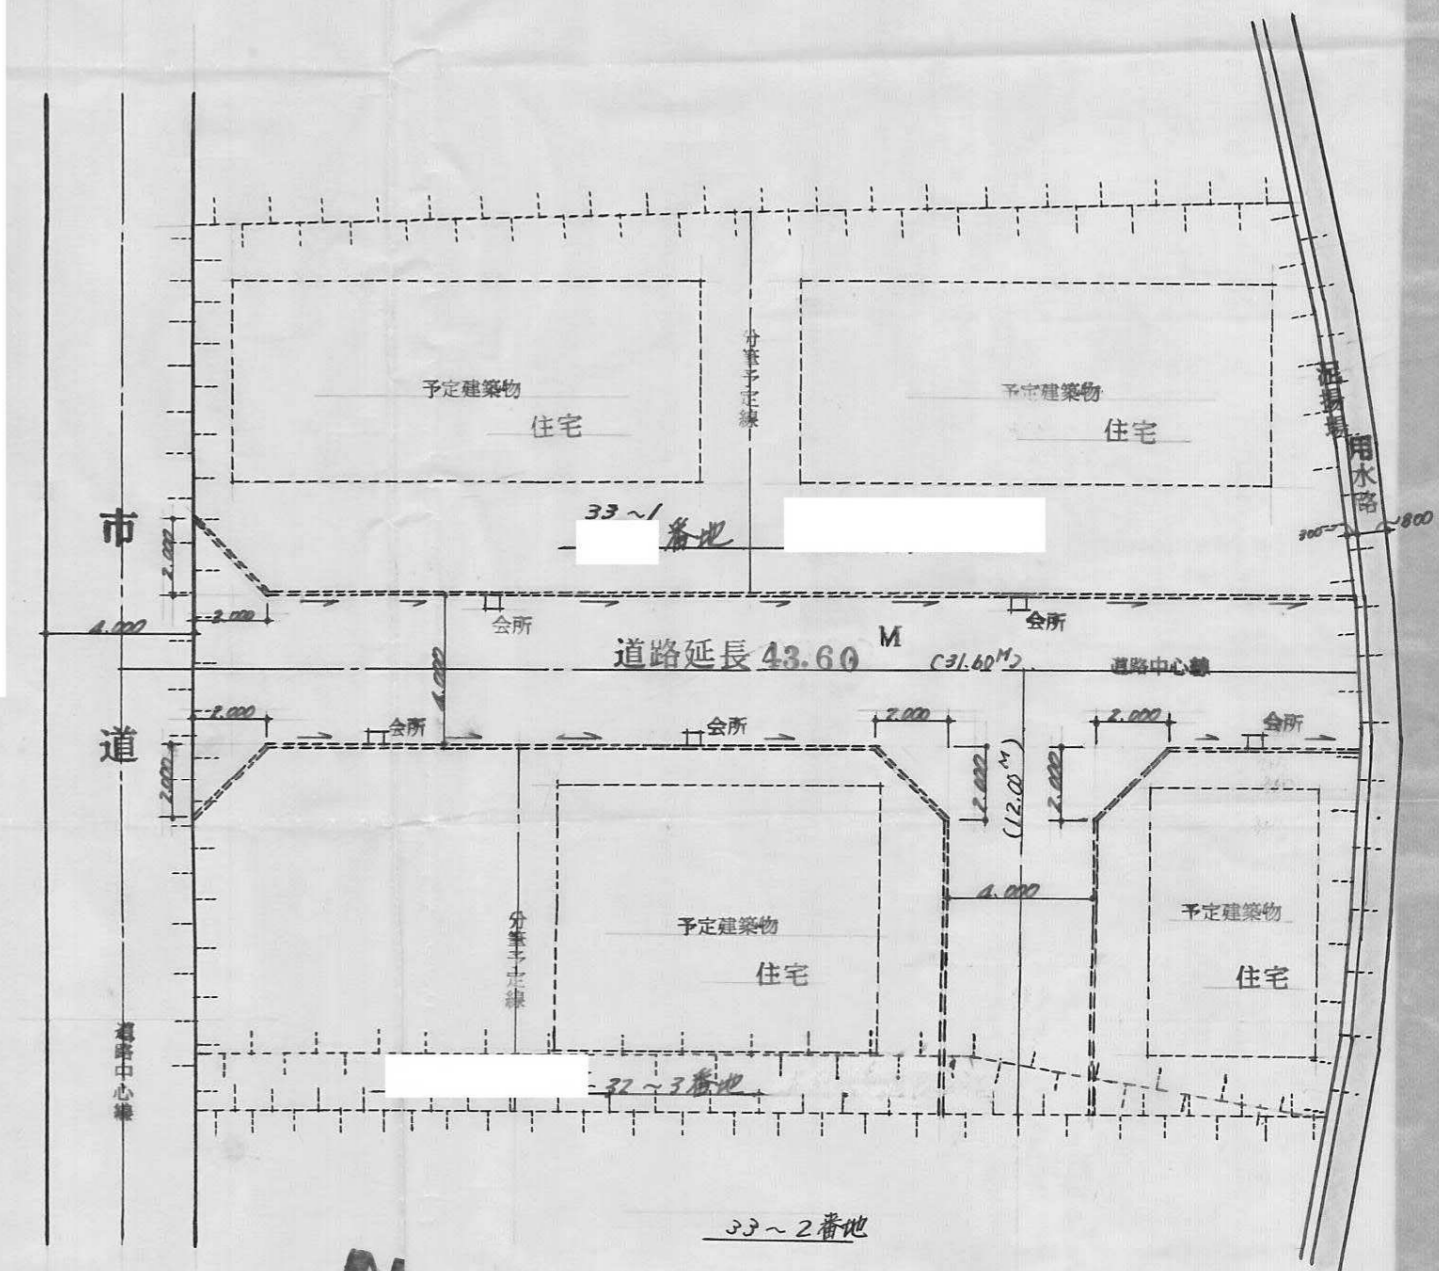 予定建築物
住宅
分筆予定線
予定建築物
住宅
泥揚場
用水路
300
800
33~1
番地
市道
2.000
2.000
4.000
会所
会所
4.000
道路延長 43.60 M
(31.60M)
道路中心線
2.000
2.000
会所
会所
2.000
2.000
(12.00M)
2.000
2.000
会所
4.000
分筆予定線
予定建築物
住宅
予定建築物
住宅
道路中心線
32~3番地
33~2番地